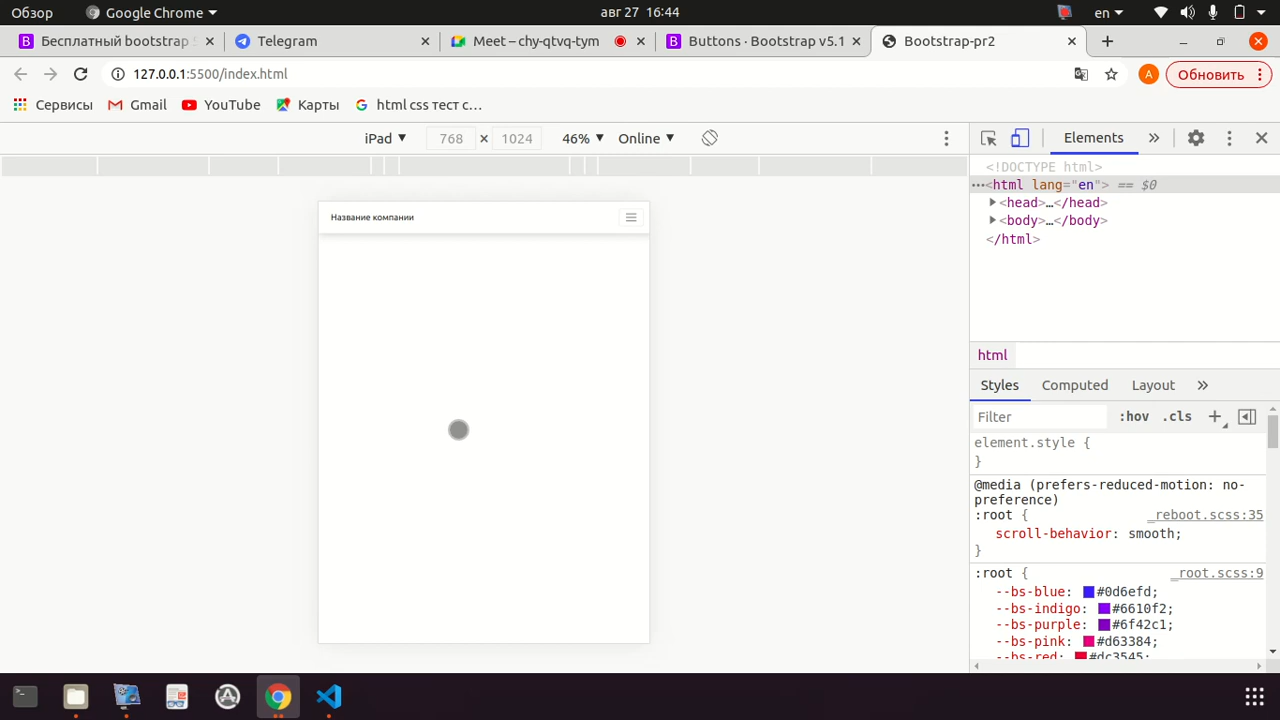 Обзор
Google Chrome
авг 27 16:44
en
Бесплатный bootstrap
Telegram
Meet – chy-qtvq-tym
Buttons · Bootstrap v5.1
Bootstrap-pr2
127.0.0.1:5500/index.html
A
Обновить
Сервисы
Gmail
YouTube
Карты
html css тест с…
iPad
768 × 1024
46%
Online
Elements
<!DOCTYPE html>
…<html lang="en"> == $0
<head>…</head>
<body>…</body>
</html>
Название компании
html
Styles
Computed
Layout
Filter
:hov .cls
element.style {
}
@media (prefers-reduced-motion: no-
preference)
:root {
_reboot.scss:35
scroll-behavior: smooth;
}
:root {
_root.scss:9
--bs-blue: #0d6efd;
--bs-indigo: #6610f2;
--bs-purple: #6f42c1;
--bs-pink: #d63384;
--bs-red: #dc3545;